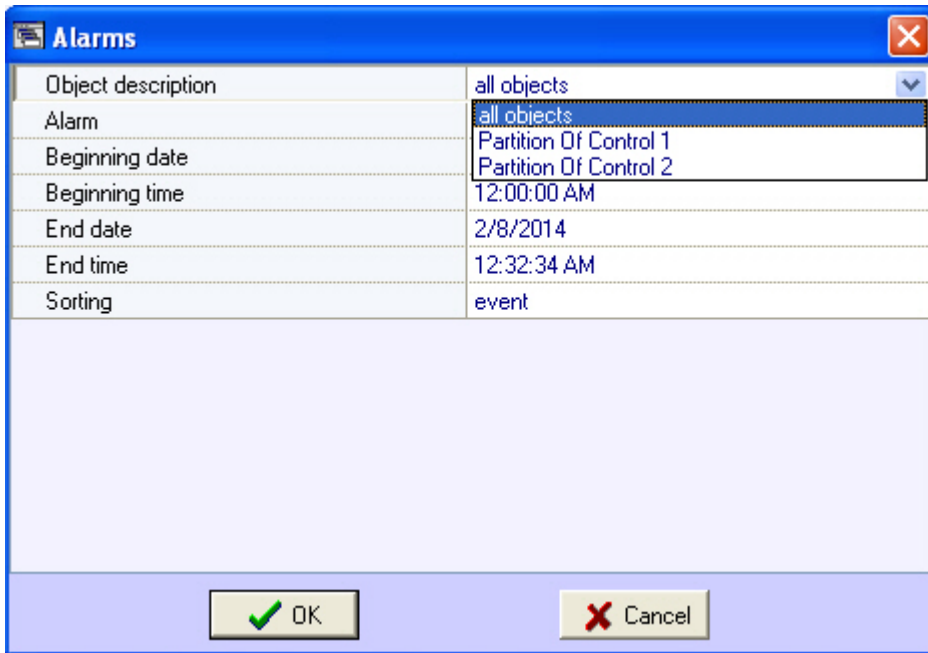 Alarms
Object description all objects
Alarm all objects
Partition Of Control 1
Beginning date Partition Of Control 2
Beginning time 12:00:00 AM
End date 2/8/2014
End time 12:32:34 AM
Sorting event
OK Cancel